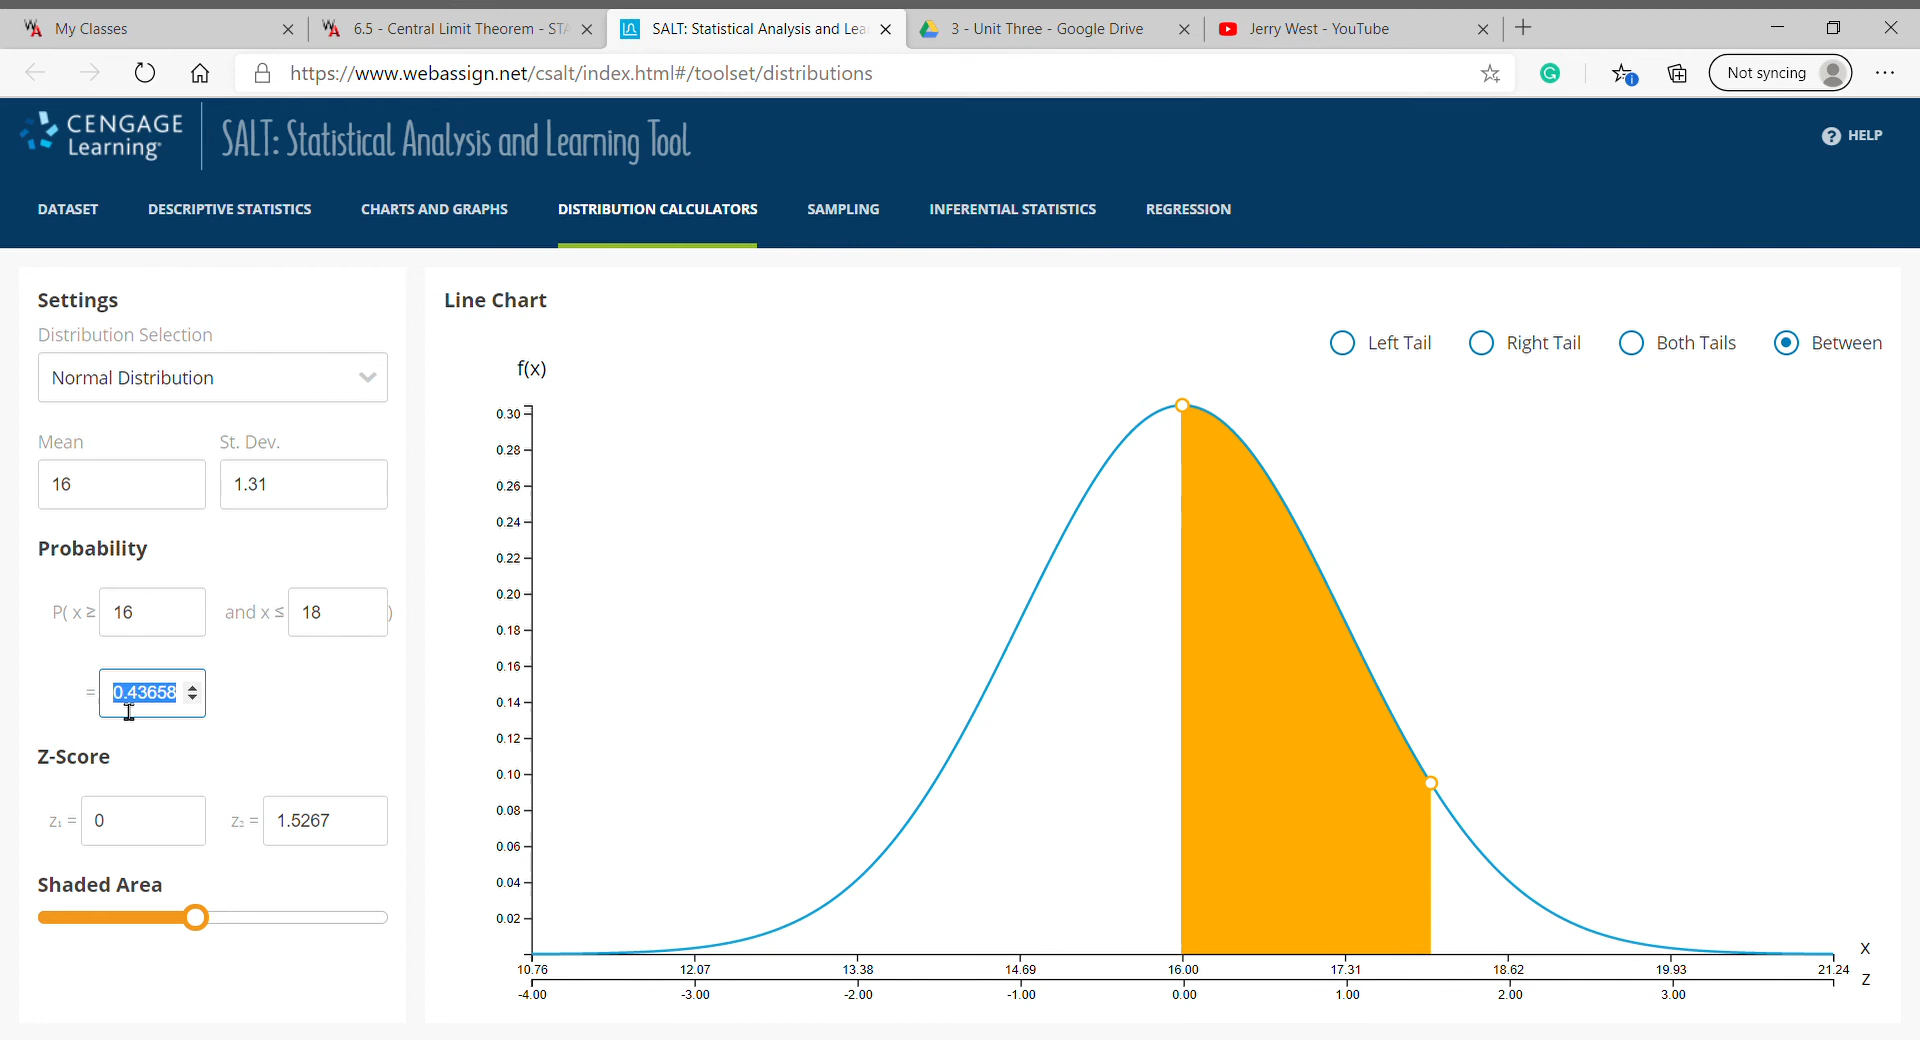 My Classes
6.5 - Central Limit Theorem - STA
SALT: Statistical Analysis and Lea
3 - Unit Three - Google Drive
Jerry West - YouTube
https://www.webassign.net/csalt/index.html#/toolset/distributions
Not syncing
CENGAGE
Learning
SALT: Statistical Analysis and Learning Tool
? HELP
DATASET
DESCRIPTIVE STATISTICS
CHARTS AND GRAPHS
DISTRIBUTION CALCULATORS
SAMPLING
INFERENTIAL STATISTICS
REGRESSION
Settings
Distribution Selection
Normal Distribution
Mean St. Dev.
16 1.31
Probability
P( x ≥ 16 and x ≤ 18 )
= 0.43658
Z-Score
z₁ = 0 z₂ = 1.5267
Shaded Area
Line Chart
Left Tail Right Tail Both Tails Between
f(x)
0.30
0.28
0.26
0.24
0.22
0.20
0.18
0.16
0.14
0.12
0.10
0.08
0.06
0.04
0.02
X
10.76 12.07 13.38 14.69 16.00 17.31 18.62 19.93 21.24
Z
-4.00 -3.00 -2.00 -1.00 0.00 1.00 2.00 3.00